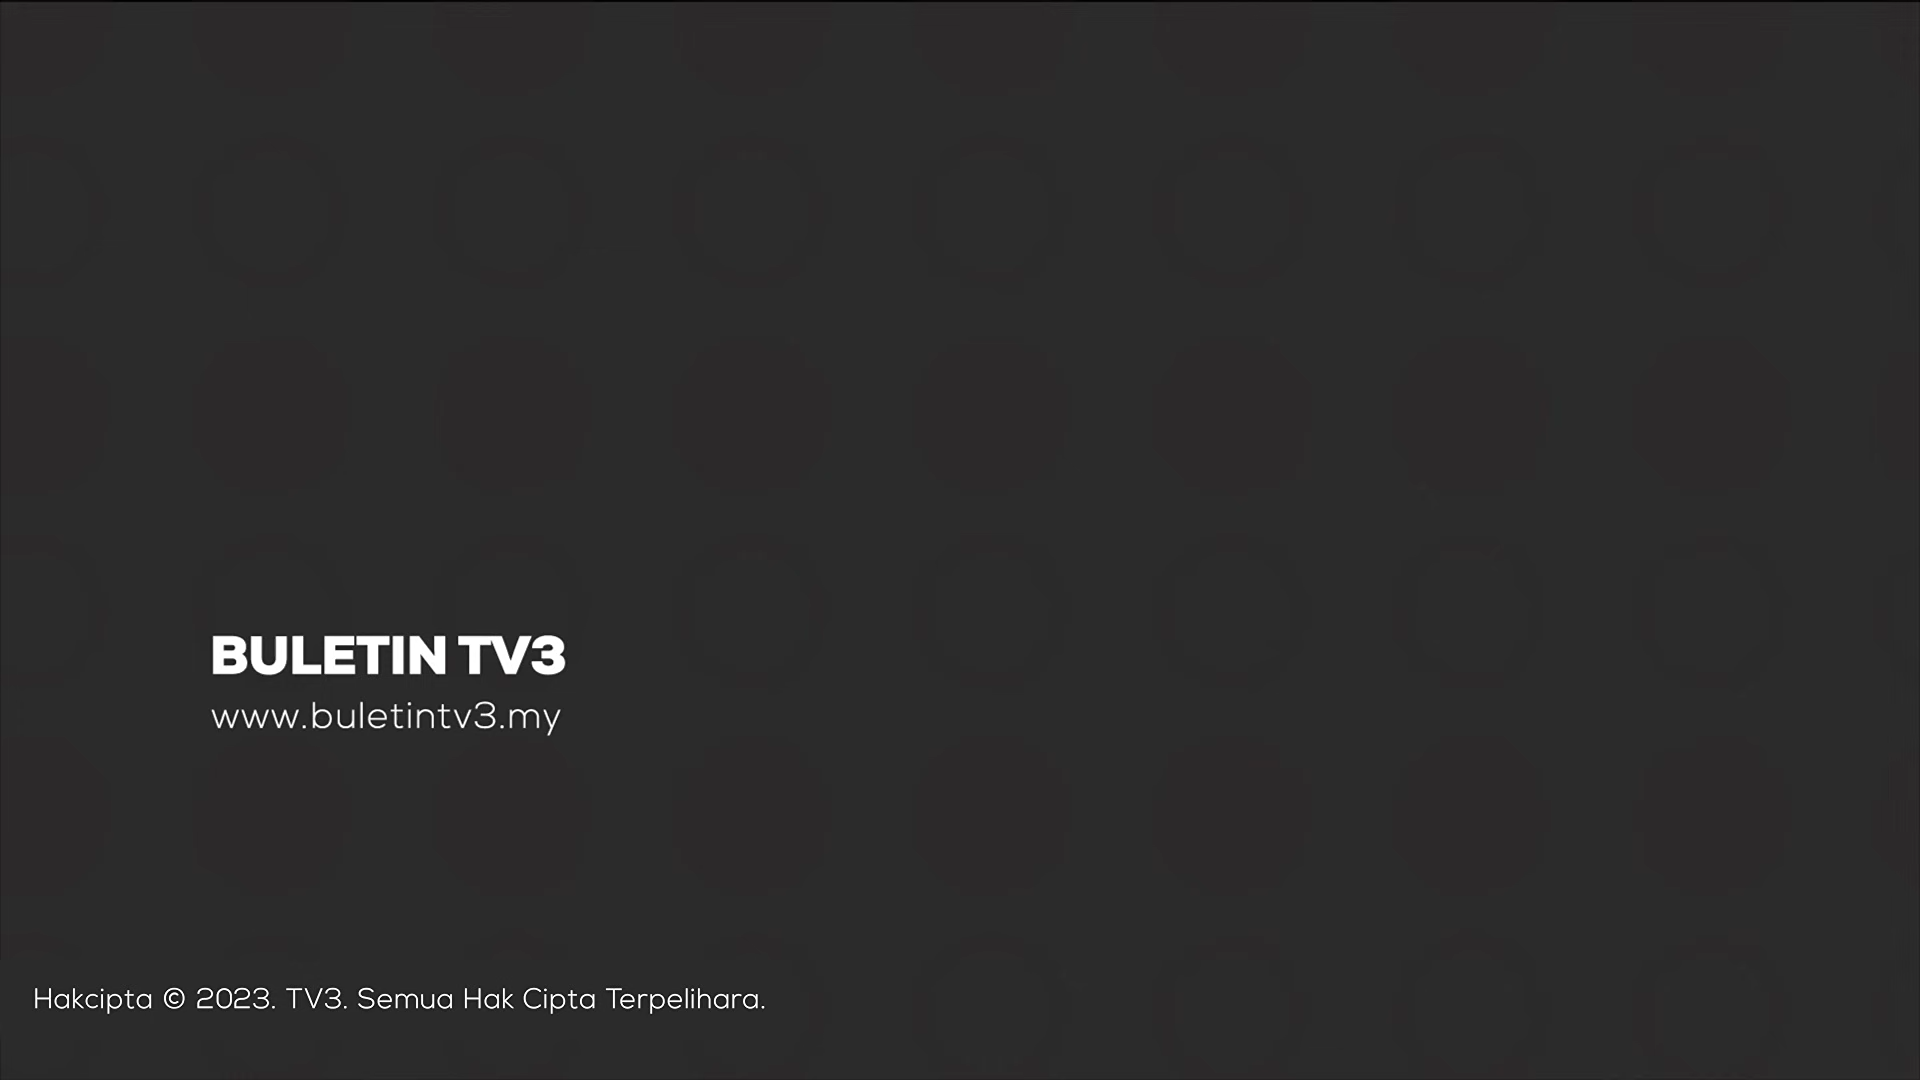 BULETIN TV3
www.buletintv3.my
Hakcipta © 2023. TV3. Semua Hak Cipta Terpelihara.